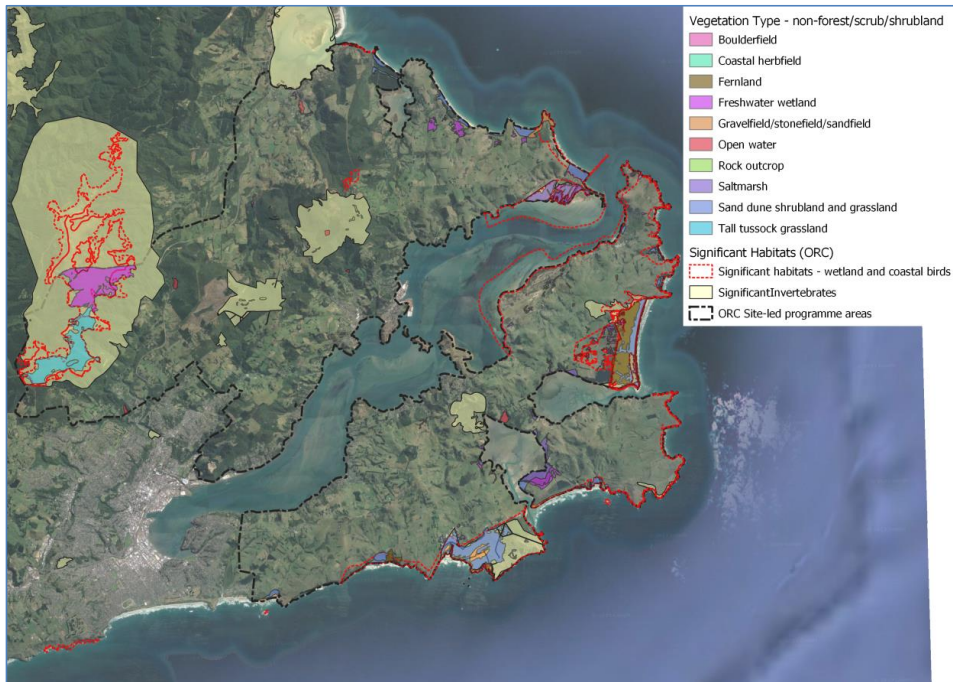 Vegetation Type - non-forest/scrub/shrubland
Boulderfield
Coastal herbfield
Fernland
Freshwater wetland
Gravelfield/stonefield/sandfield
Open water
Rock outcrop
Saltmarsh
Sand dune shrubland and grassland
Tall tussock grassland
Significant Habitats (ORC)
Significant habitats - wetland and coastal birds
SignificantInvertebrates
ORC Site-led programme areas